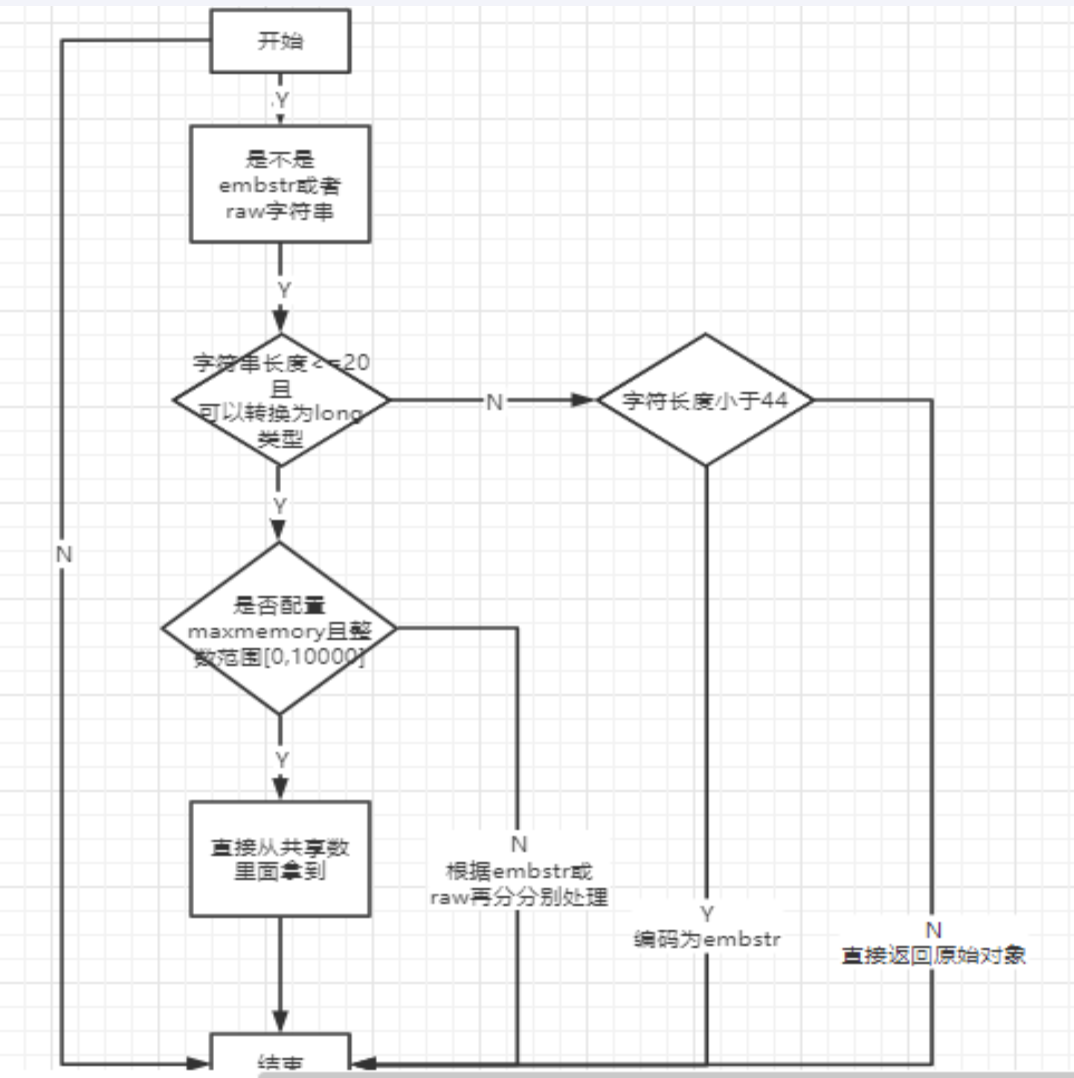 开始
Y
是不是
embstr或者
raw字符串
Y
字符串长度<=20
且
可以转换为long
类型
N
字符长度小于44
Y
N
是否配置
maxmemory且整
数范围[0,10000]
Y
直接从共享数
里面拿到
N
根据embstr或
raw再分分别处理
Y
编码为embstr
N
直接返回原始对象
结束